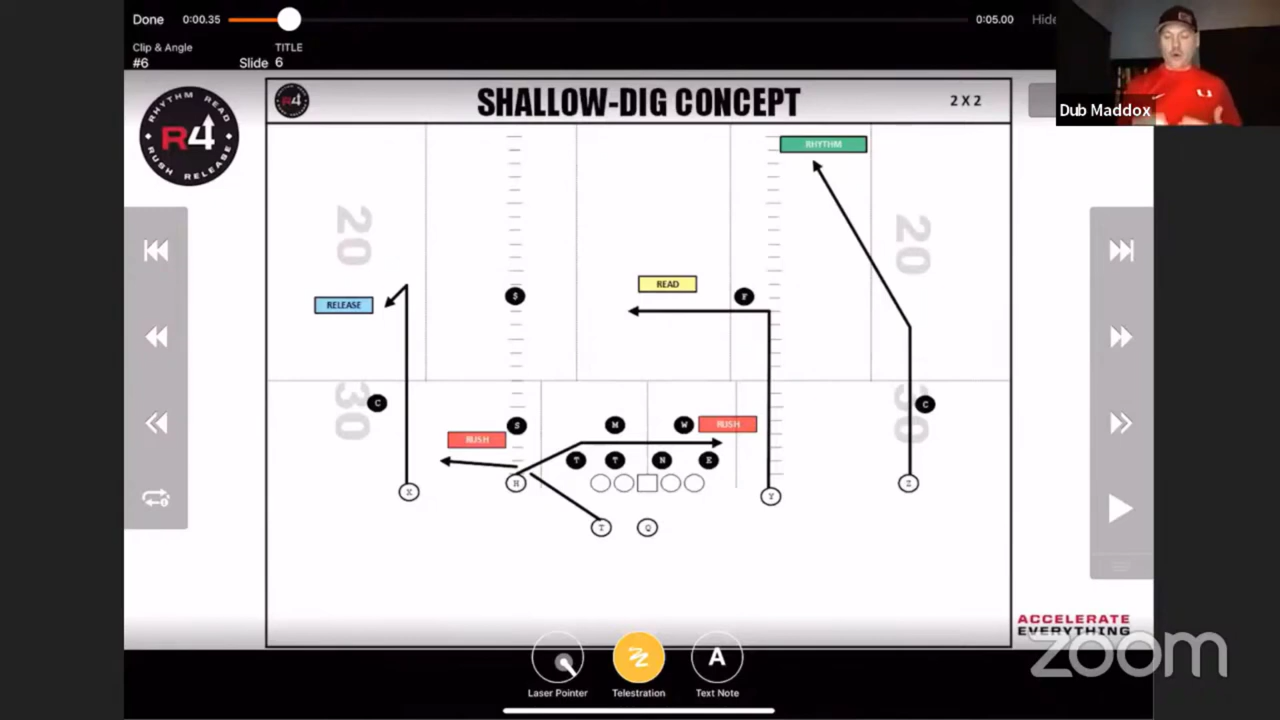 Done 0:00.35 0:05.00 Hide
Clip & Angle TITLE
#6 Slide 6
Dub Maddox
RHYTHM READ
R4
RUSH RELEASE
R4
SHALLOW-DIG CONCEPT
2 X 2
RHYTHM
20
20
READ
RELEASE
$
F
30
30
C
C
S
M
W
RUSH
RUSH
T
T
N
E
X
H
Y
Z
T
Q
ACCELERATE
EVERYTHING
zoom
A
Laser Pointer
Telestration
Text Note